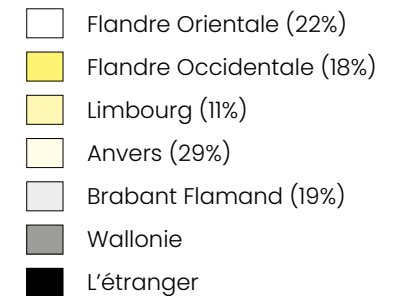 Flandre Orientale (22%)
Flandre Occidentale (18%)
Limbourg (11%)
Anvers (29%)
Brabant Flamand (19%)
Wallonie
L’étranger